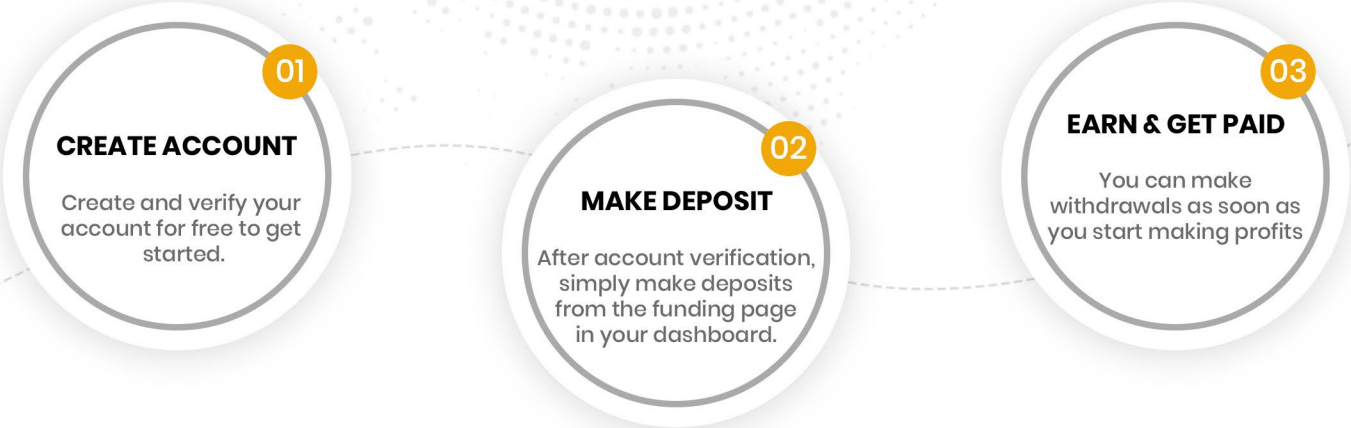 01
CREATE ACCOUNT
Create and verify your
account for free to get
started.
02
MAKE DEPOSIT
After account verification,
simply make deposits
from the funding page
in your dashboard.
03
EARN & GET PAID
You can make
withdrawals as soon as
you start making profits